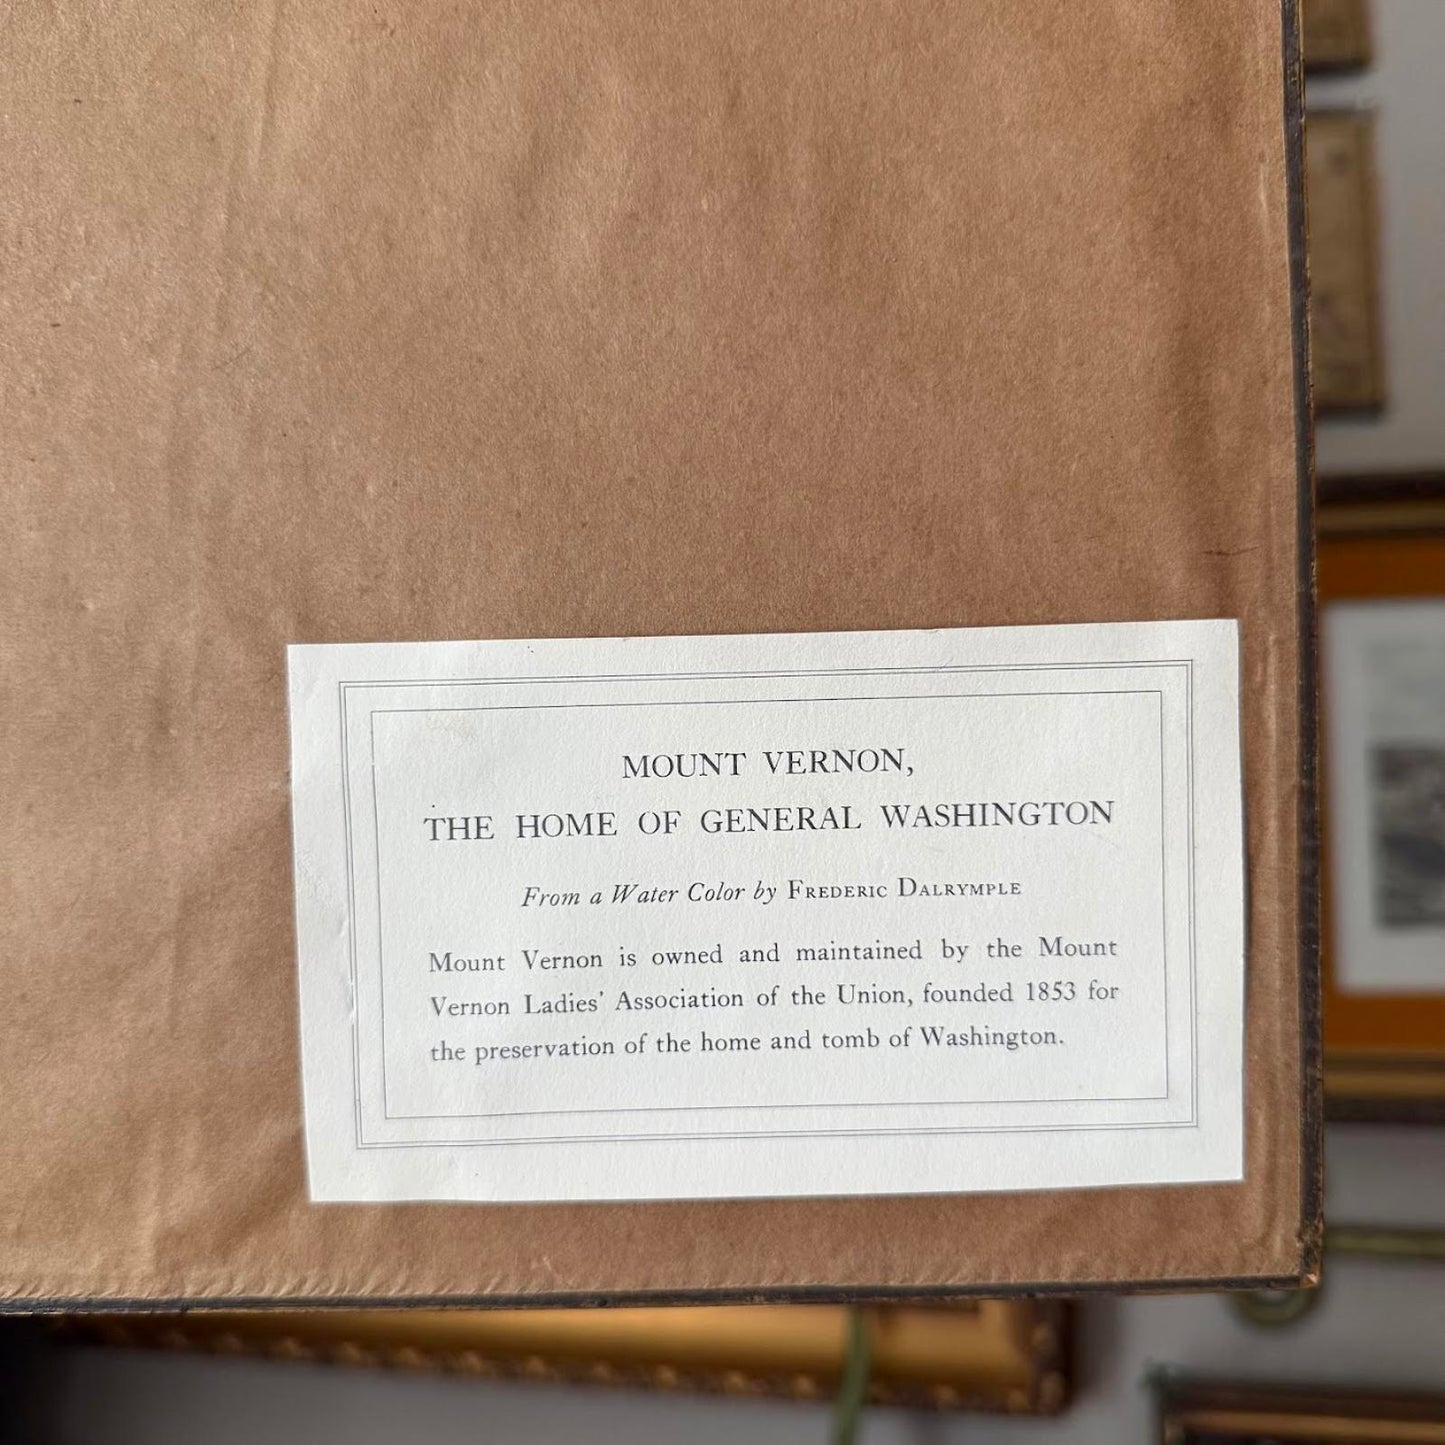 MOUNT VERNON,
THE HOME OF GENERAL WASHINGTON
From a Water Color by FREDERIC DALRYMPLE
Mount Vernon is owned and maintained by the Mount
Vernon Ladies' Association of the Union, founded 1853 for
the preservation of the home and tomb of Washington.